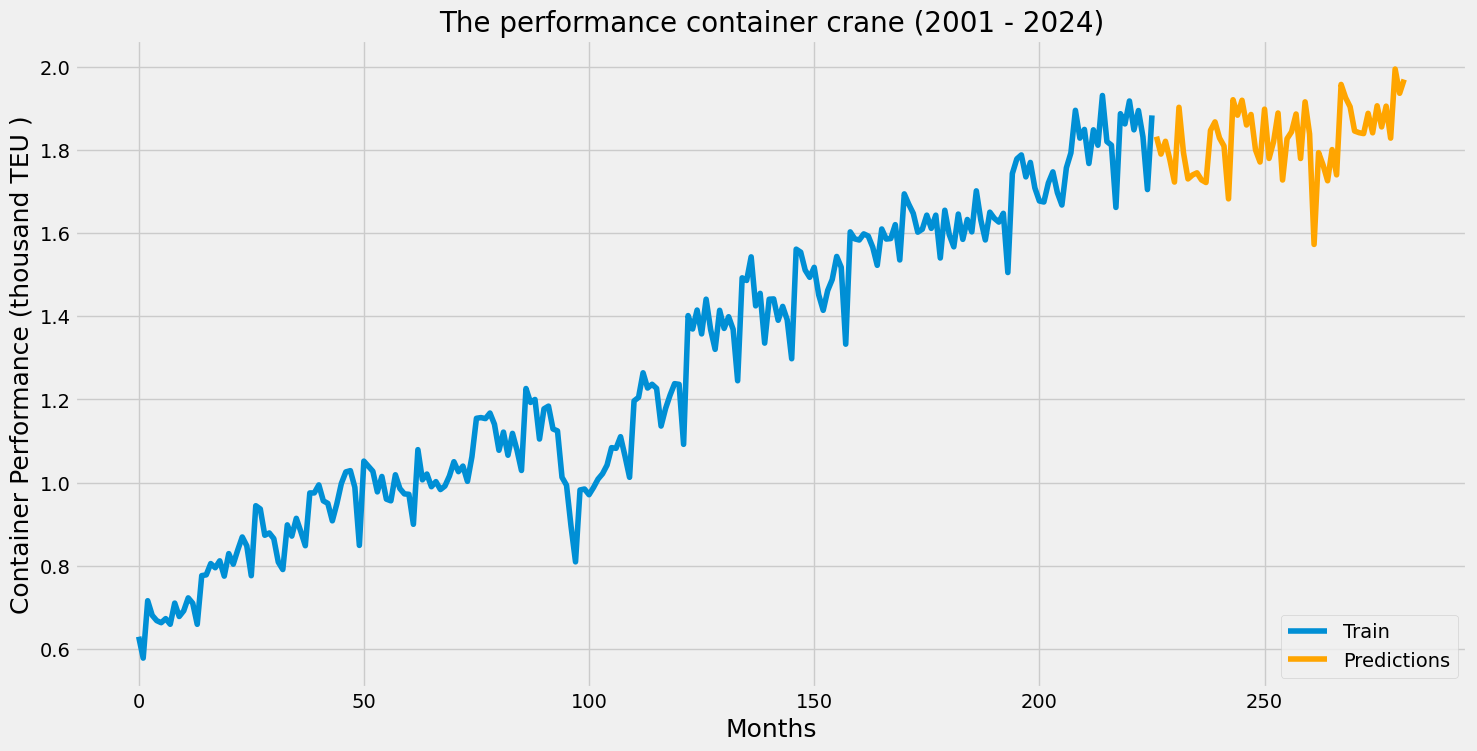 The performance container crane (2001 - 2024)
Container Performance (thousand TEU )
2.0
1.8
1.6
1.4
1.2
1.0
0.8
0.6
0 50 100 150 200 250
Months
Train
Predictions